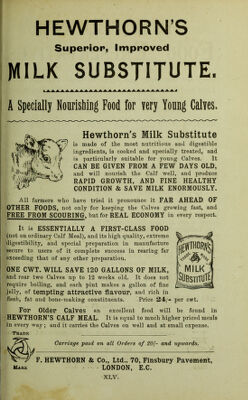 HEWTHORN'S
Superior, Improved
MILK SUBSTITUTE.
A Specially Nourishing Food for very Young Calves.
Hewthorn's Milk Substitute
is made of the most nutritious and digestible
ingredients, is cooked and specially treated, and
is particularly suitable for young Calves. It
CAN BE GIVEN FROM A FEW DAYS OLD,
and will nourish the Calf well, and produce
RAPID GROWTH, AND FINE HEALTHY
CONDITION & SAVE MILK ENORMOUSLY.
All farmers who have tried it pronounce it FAR AHEAD OF
OTHER FOODS, not only for keeping the Calves growing fast, and
FREE FROM SCOURING, but for REAL ECONOMY in every respect.
It is ESSENTIALLY A FIRST-CLASS FOOD
(not an ordinary Calf Meal), and its high quality, extreme
digestibility, and special preparation in manufacture
secure to users of it complete success in rearing far
exceeding that of any other preparation.
HEWTHORN'S
MILK
SUBSTITUTE
ONE CWT. WILL SAVE 120 GALLONS OF MILK,
and rear two Calves up to 12 weeks old. It does not
require boiling, and each pint makes a gallon of fine
jelly, of tempting attractive flavour, and rich in
flesh, fat and bone-making constituents. Price 24/- per cwt.
For Older Calves an excellent food will be found in
HEWTHORN'S CALF MEAL. It is equal to much higher priced meals
in every way; and it carries the Calves on well and at small expense.
TRADE
MARK
Carriage paid on all Orders of 20/- and upwards.
F. HEWTHORN & Co., Ltd., 70, Finsbury Pavement,
LONDON, E.C.
XLV.